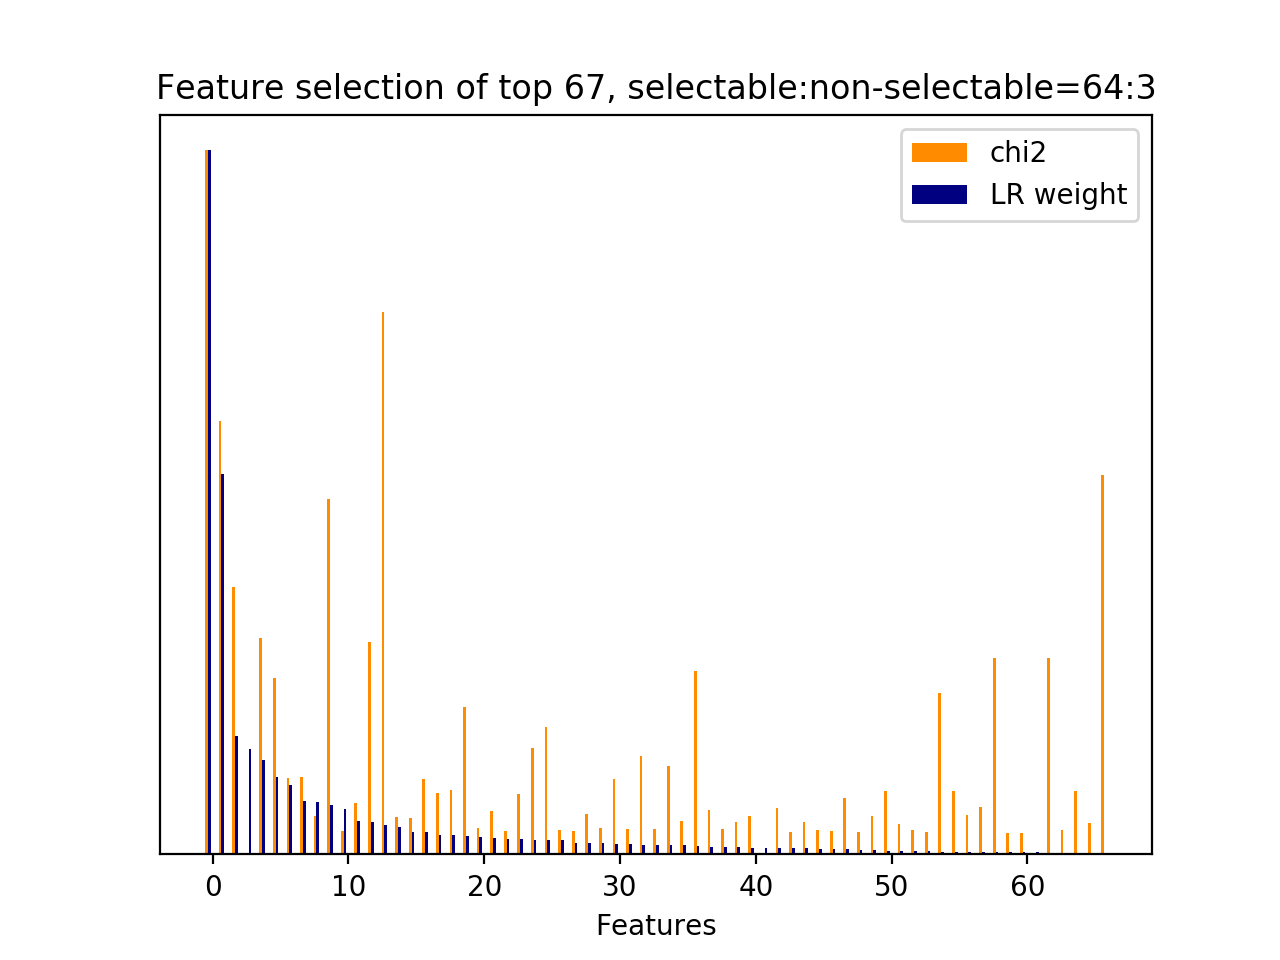 Feature selection of top 67, selectable:non-selectable=64:3
chi2
LR weight
0 10 20 30 40 50 60
Features